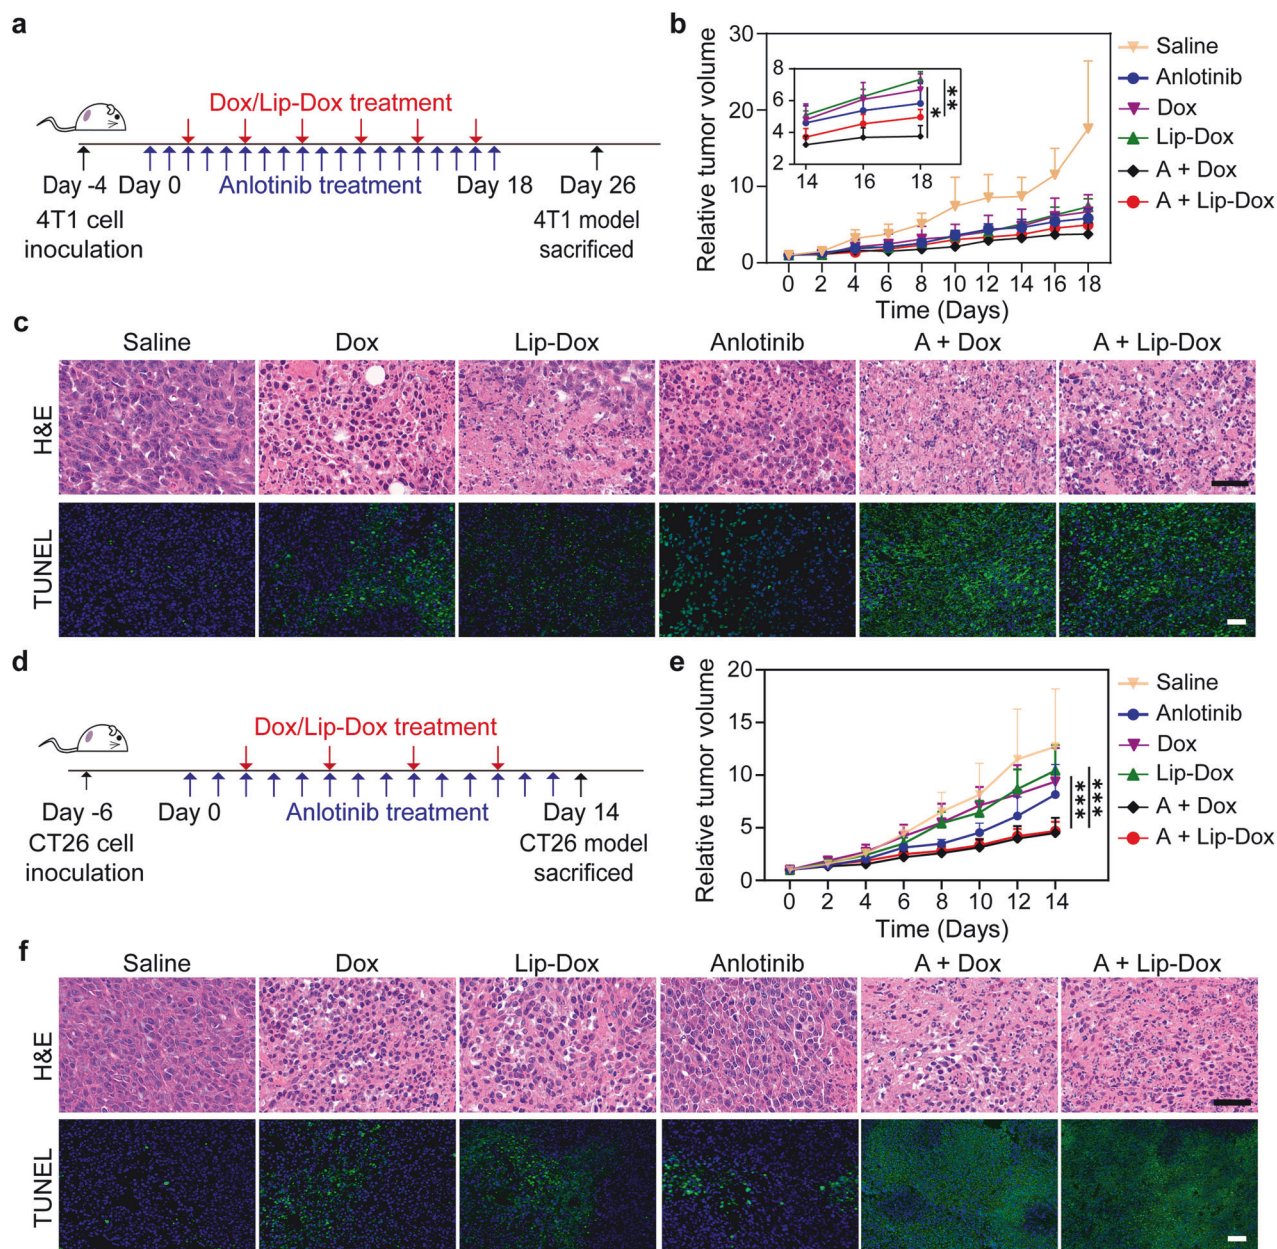 a
Dox/Lip-Dox treatment
Day -4
Day 0
Anlotinib treatment
Day 18
Day 26
4T1 cell
inoculation
4T1 model
sacrificed
b
Relative tumor volume
30
20
10
0
8
6
4
2
14
16
18
*
**
0
2
4
6
8
10
12
14
16
18
Time (Days)
Saline
Anlotinib
Dox
Lip-Dox
A + Dox
A + Lip-Dox
c
Saline
Dox
Lip-Dox
Anlotinib
A + Dox
A + Lip-Dox
H&E
TUNEL
d
Dox/Lip-Dox treatment
Day -6
Day 0
Anlotinib treatment
Day 14
CT26 cell
inoculation
CT26 model
sacrificed
e
Relative tumor volume
20
15
10
5
0
***
***
0
2
4
6
8
10
12
14
Time (Days)
Saline
Anlotinib
Dox
Lip-Dox
A + Dox
A + Lip-Dox
f
Saline
Dox
Lip-Dox
Anlotinib
A + Dox
A + Lip-Dox
H&E
TUNEL